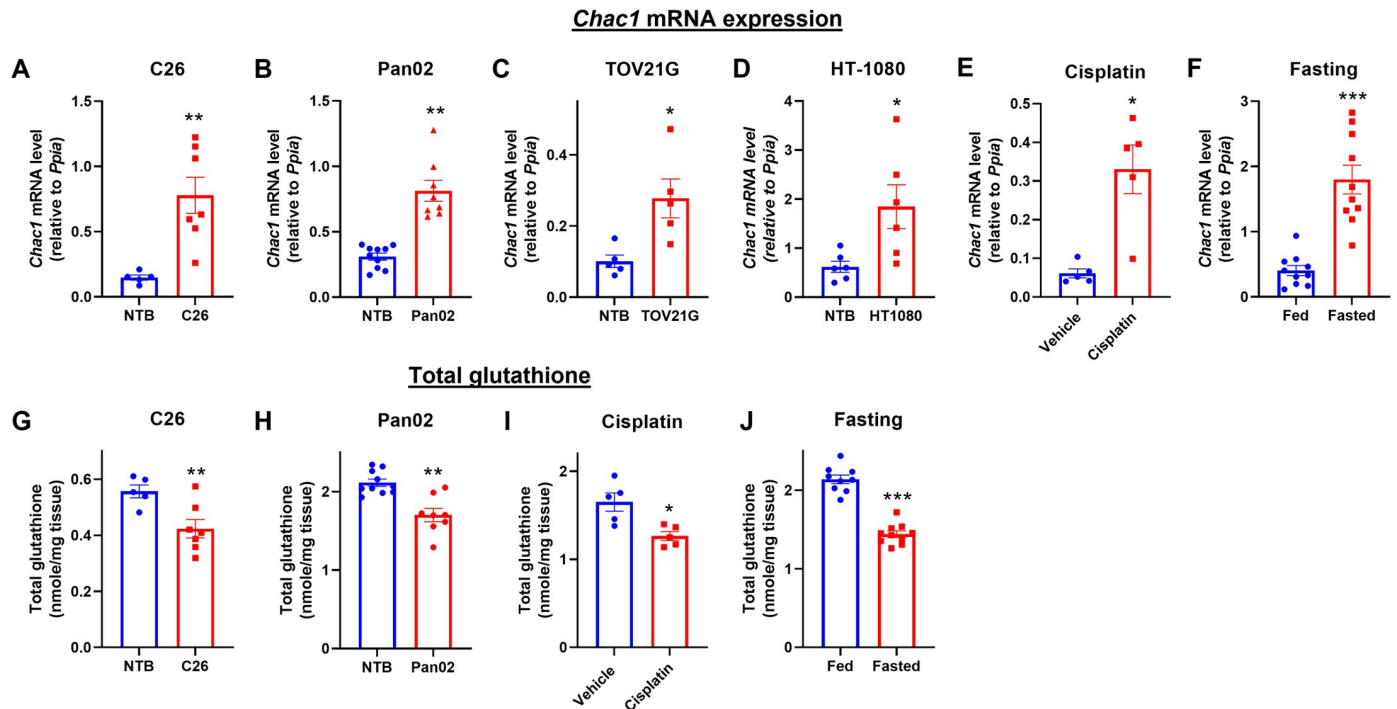 Chac1 mRNA expression
A
C26
Chac1 mRNA level
(relative to Ppia)
1.5
1.0
0.5
0.0
**
NTB
C26
B
Pan02
Chac1 mRNA level
(relative to Ppia)
1.5
1.0
0.5
0.0
**
NTB
Pan02
C
TOV21G
Chac1 mRNA level
(relative to Ppia)
0.4
0.2
0.0
*
NTB
TOV21G
D
HT-1080
Chac1 mRNA level
(relative to Ppia)
4
3
2
1
0
*
NTB
HT1080
E
Cisplatin
Chac1 mRNA level
(relative to Ppia)
0.5
0.4
0.3
0.2
0.1
0.0
*
Vehicle
Cisplatin
F
Fasting
Chac1 mRNA level
(relative to Ppia)
3
2
1
0
***
Fed
Fasted
Total glutathione
G
C26
Total glutathione
(nmole/mg tissue)
0.6
0.4
0.2
0.0
**
NTB
C26
H
Pan02
Total glutathione
(nmole/mg tissue)
2
1
0
**
NTB
Pan02
I
Cisplatin
Total glutathione
(nmole/mg tissue)
2
1
0
*
Vehicle
Cisplatin
J
Fasting
Total glutathione
(nmole/mg tissue)
2
1
0
***
Fed
Fasted